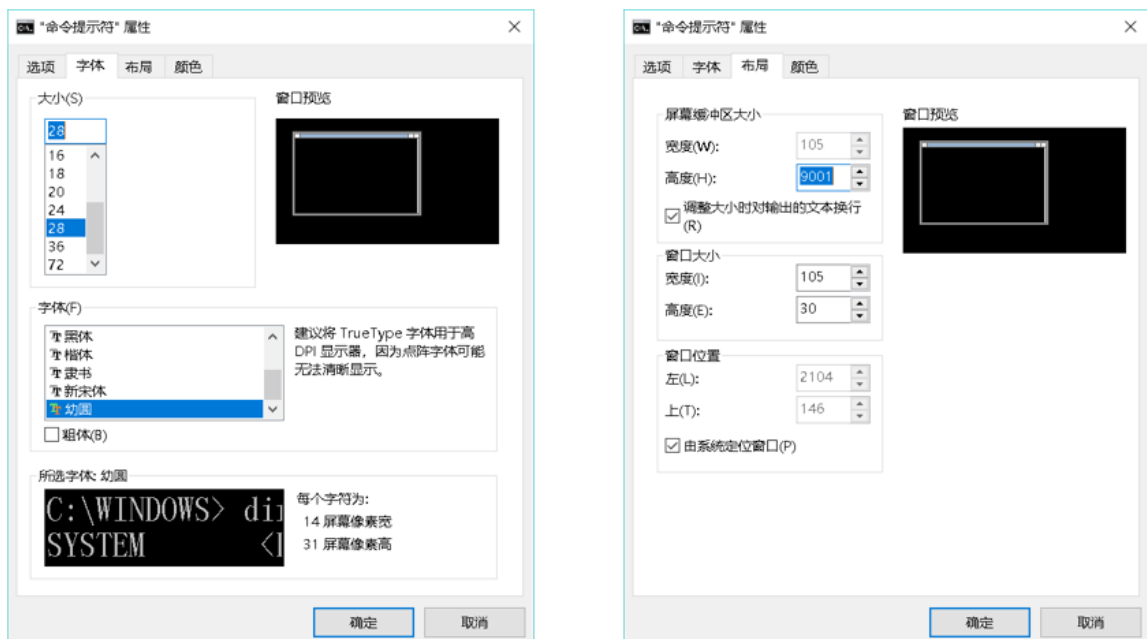 "命令提示符" 属性
选项 字体 布局 颜色
大小(S)
28
16
18
20
24
28
36
72
窗口预览
字体(F)
黑体
楷体
隶书
新宋体
幼圆
粗体(B)
建议将 TrueType 字体用于高
DPI 显示器，因为点阵字体可能
无法清晰显示。
所选字体: 幼圆
C:\WINDOWS> di
SYSTEM <
每个字符为:
14 屏幕像素宽
31 屏幕像素高
确定 取消
"命令提示符" 属性
选项 字体 布局 颜色
屏幕缓冲区大小
宽度(W): 105
高度(H): 9001
调整大小时对输出的文本换行
(R)
窗口大小
宽度(I): 105
高度(E): 30
窗口位置
左(L): 2104
上(T): 146
由系统定位窗口(P)
窗口预览
确定 取消